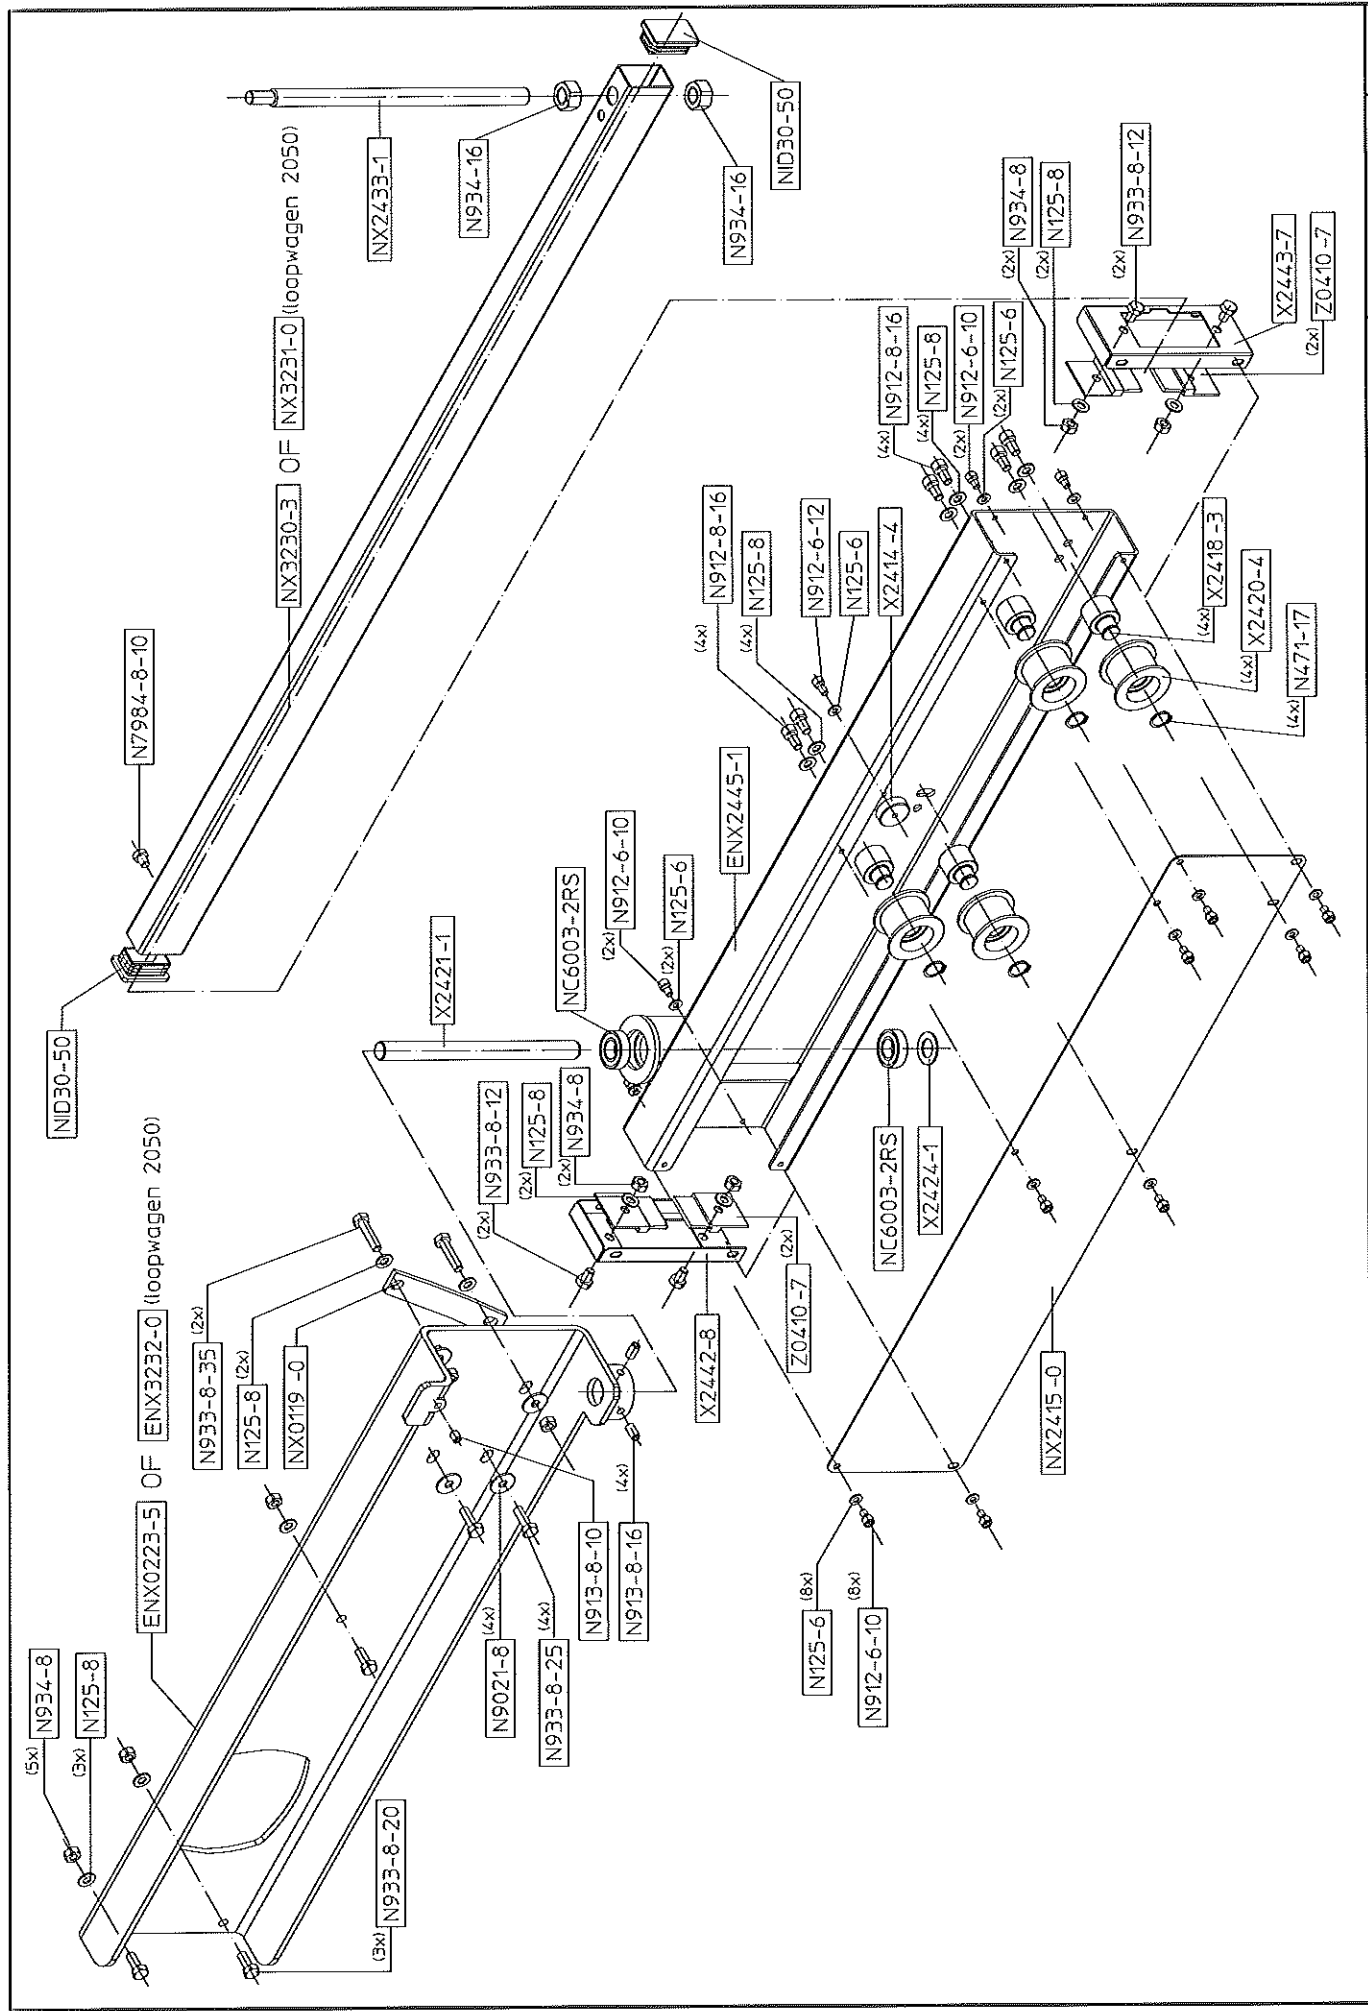 NID30-50
N7984-8-10
NX3230-3 OF NX3231-0 (loopwagen 2050)
NX2433-1
N934-16
N934-16
NID30-50
ENX0223-5 OF ENX3232-0 (loopwagen 2050)
(5x) N934-8
(3x) N125-8
(3x) N933-8-20
N933-8-35 (2x)
N125-8 (2x)
NX0119-0
N9021-8 (4x)
N933-8-25 (4x)
N913-8-10
N913-8-16 (4x)
X2421-1
(2x) N933-8-12
(2x) N125-8
(2x) N934-8
X2442-8
Z0410-7 (2x)
NC6003-2RS
(2x) N912-6-10
(2x) N125-6
ENX2445-1
(4x) N912-8-16
(4x) N125-8
N912-6-12
N125-6
X2414-4
(4x) N912-8-16
(4x) N125-8
(2x) N912-6-10
(2x) N125-6
(2x) N934-8
(2x) N125-8
(2x) N933-8-12
X2443-7
(2x) Z0410-7
(4x) X2418-3
(4x) X2420-4
(4x) N471-17
NC6003-2RS
X2424-1
NX2415-0
N125-6 (8x)
N912-6-10 (8x)